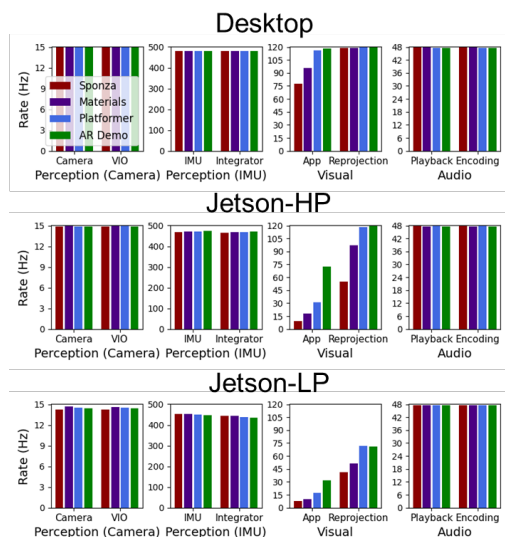 Desktop
Rate (Hz)
15
12
9
6
3
0
Sponza
Materials
Platformer
AR Demo
Camera VIO
Perception (Camera)
500
400
300
200
100
0
IMU Integrator
Perception (IMU)
120
105
90
75
60
45
30
15
0
App Reprojection
Visual
48
42
36
30
24
18
12
6
0
Playback Encoding
Audio
Jetson-HP
Rate (Hz)
15
12
9
6
3
0
Camera VIO
Perception (Camera)
500
400
300
200
100
0
IMU Integrator
Perception (IMU)
120
105
90
75
60
45
30
15
0
App Reprojection
Visual
48
42
36
30
24
18
12
6
0
Playback Encoding
Audio
Jetson-LP
Rate (Hz)
15
12
9
6
3
0
Camera VIO
Perception (Camera)
500
400
300
200
100
0
IMU Integrator
Perception (IMU)
120
105
90
75
60
45
30
15
0
App Reprojection
Visual
48
42
36
30
24
18
12
6
0
Playback Encoding
Audio